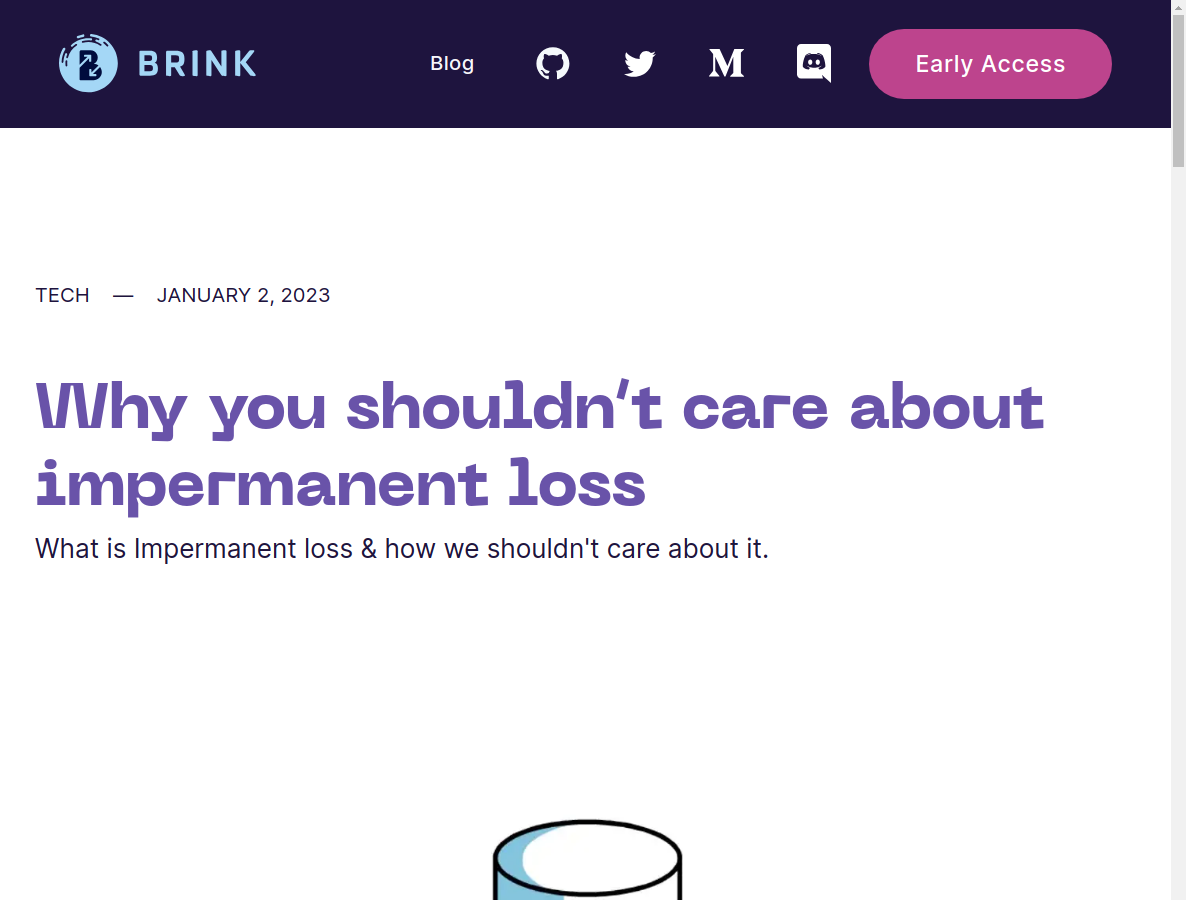 BRINK
Blog
Early Access
TECH — JANUARY 2, 2023
Why you shouldn't care about
impermanent loss
What is Impermanent loss & how we shouldn't care about it.